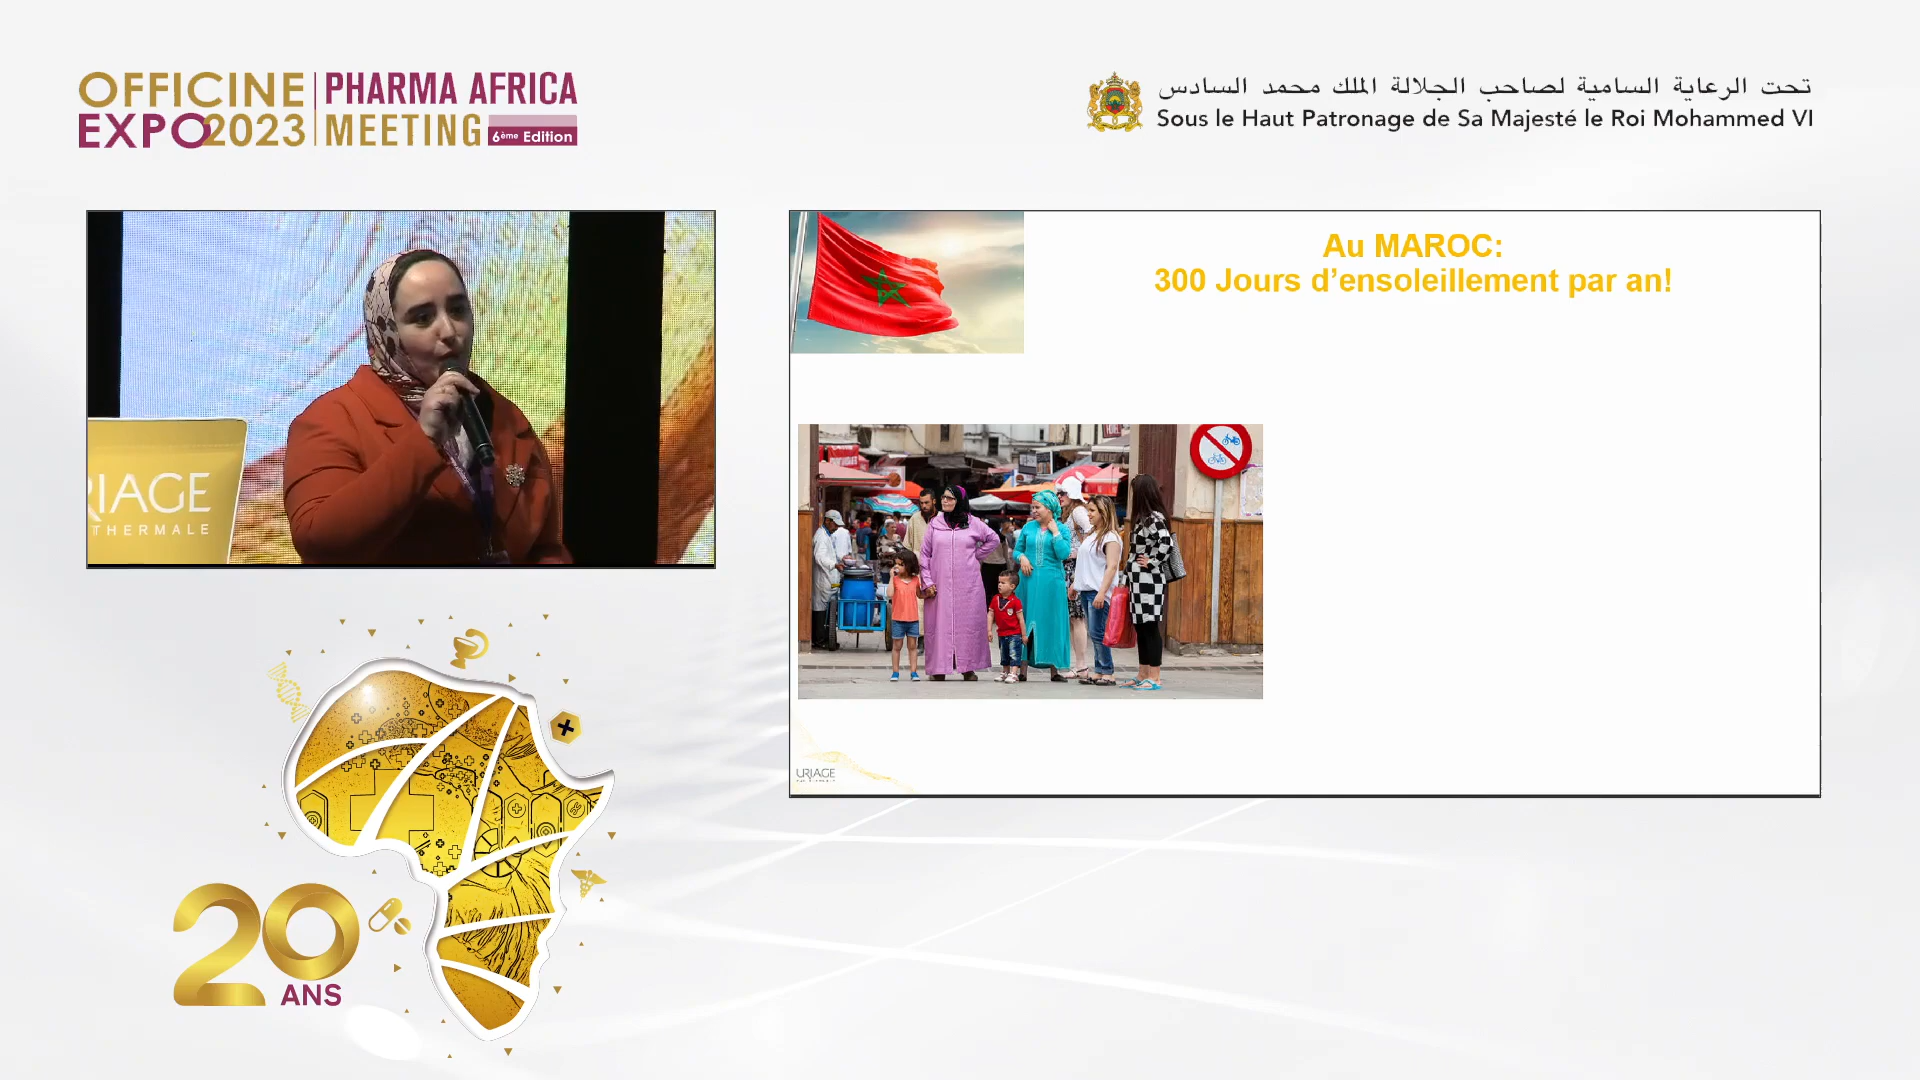 OFFICINE
EXPO2023
PHARMA AFRICA
MEETING 6ème Edition
تحت الرعاية السامية لصاحب الجلالة الملك محمد السادس
Sous le Haut Patronage de Sa Majesté le Roi Mohammed VI
RIAGE
THERMALE
Au MAROC:
300 Jours d’ensoleillement par an!
URIAGE
20
ANS